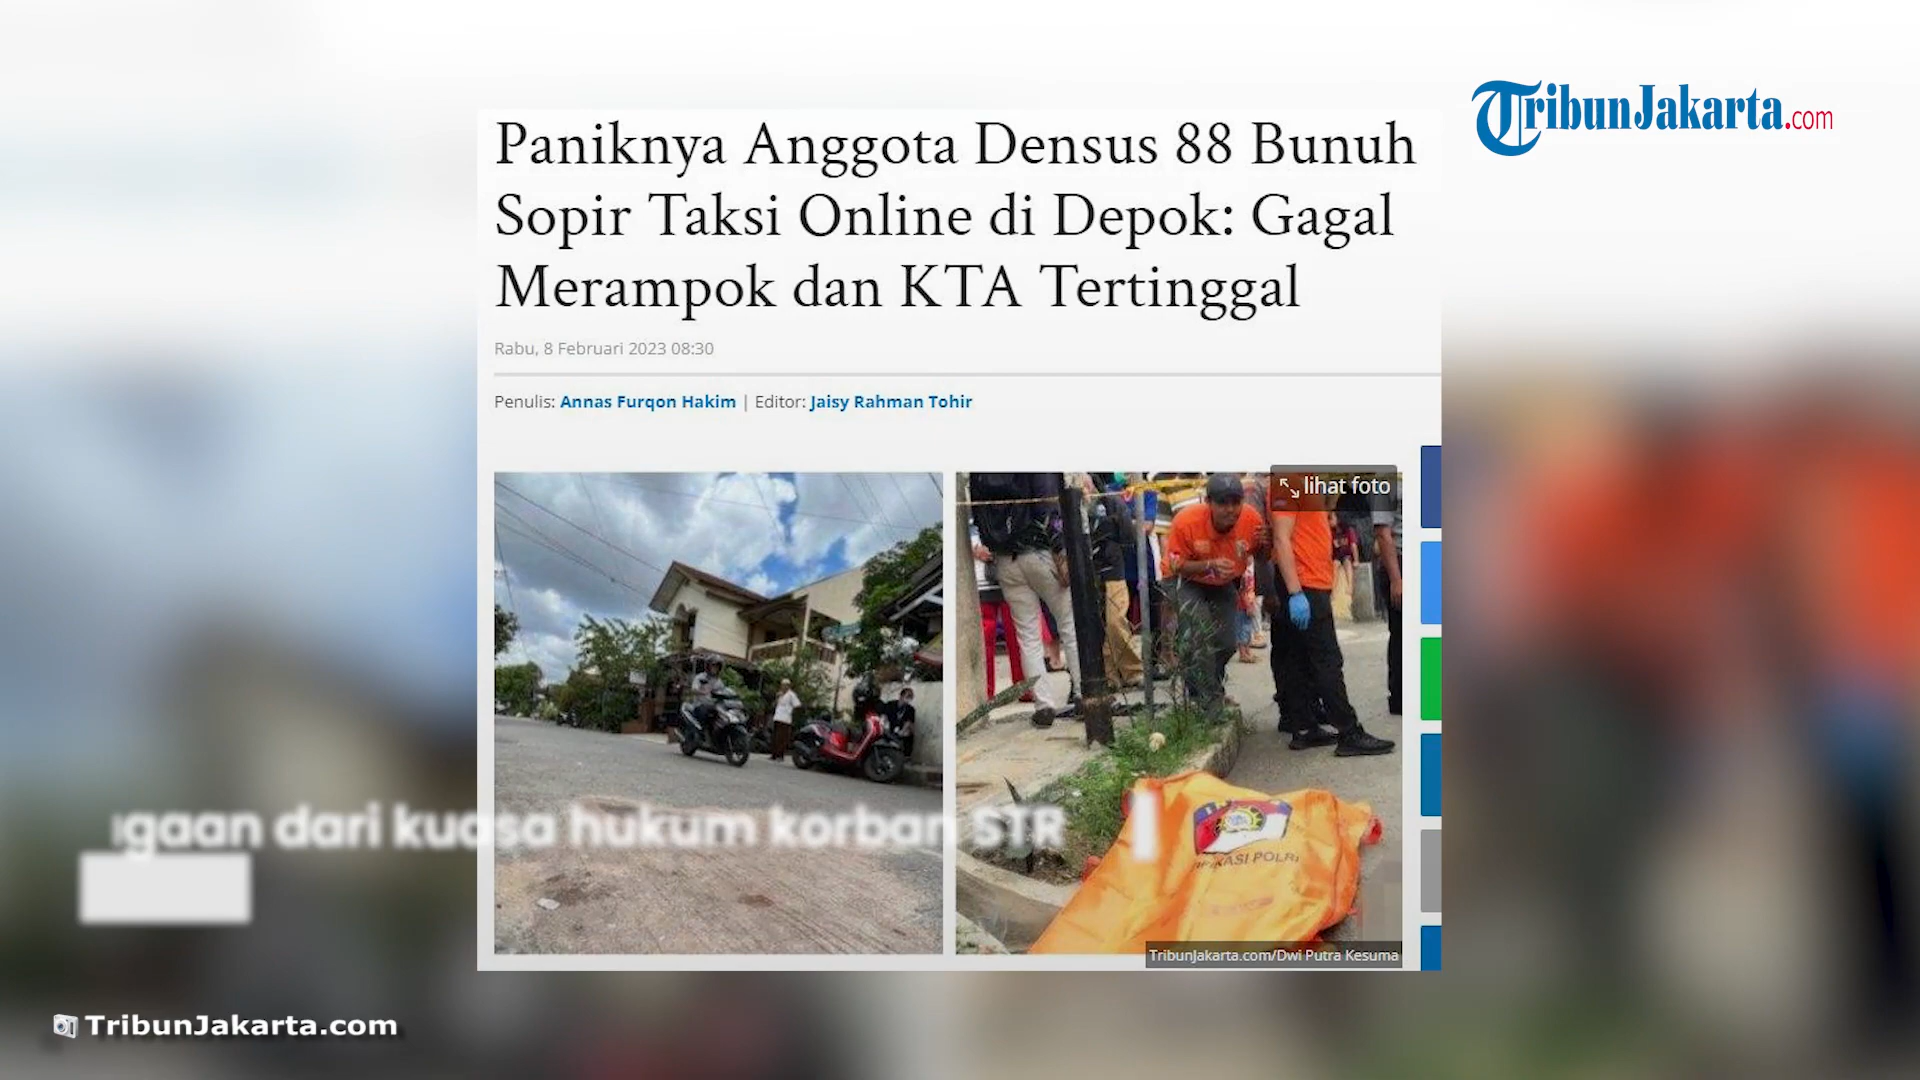 TribunJakarta.com
Paniknya Anggota Densus 88 Bunuh
Sopir Taksi Online di Depok: Gagal
Merampok dan KTA Tertinggal
Rabu, 8 Februari 2023 08:30
Penulis: Annas Furqon Hakim | Editor: Jaisy Rahman Tohir
lihat foto
POLRI
TribunJakarta.com/Dwi Putra Kesuma
dari kuasa hukum korban STR
TribunJakarta.com